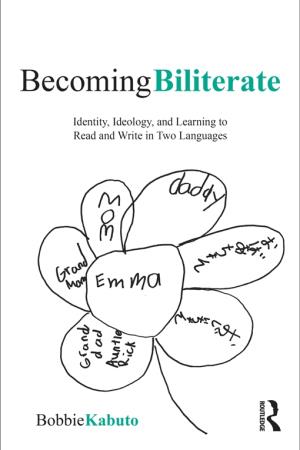 Becoming Biliterate
Identity, Ideology, and Learning to
Read and Write in Two Languages
daddy
Mom
Grand
Mom
Emma
Grand
dad
Auntie
Rick
Bobbie Kabuto
ROUTLEDGE